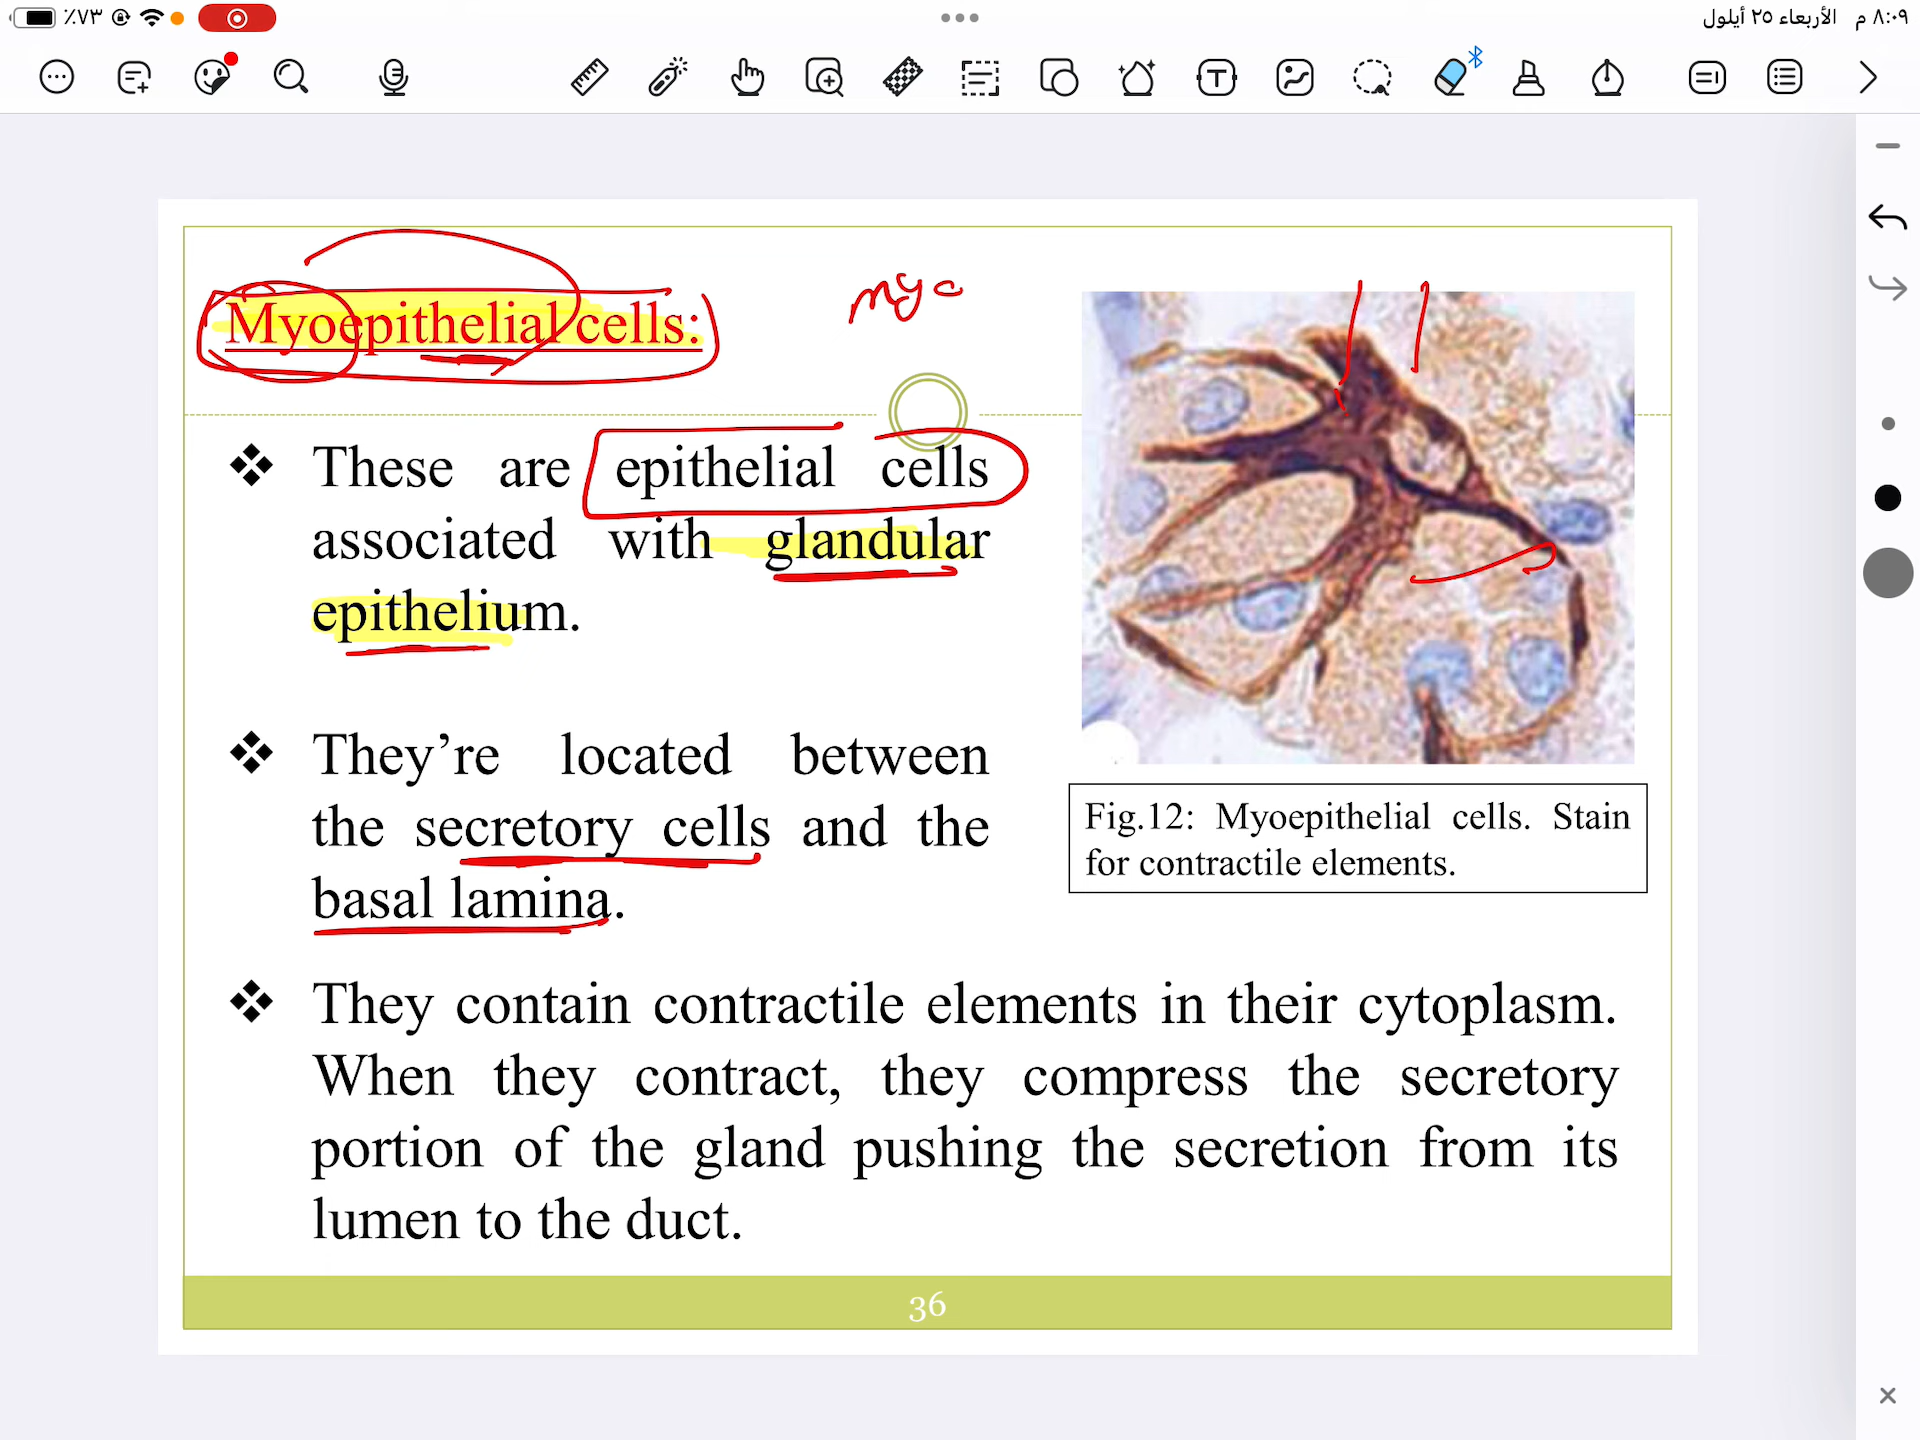 ٪٧٣
الأربعاء ٢٥ أيلول ٨:٠٩ م
Myoepithelial cells:
myo
❖ These are epithelial cells
associated with glandular
epithelium.
❖ They’re located between
the secretory cells and the
basal lamina.
Fig.12: Myoepithelial cells. Stain
for contractile elements.
❖ They contain contractile elements in their cytoplasm.
When they contract, they compress the secretory
portion of the gland pushing the secretion from its
lumen to the duct.
36